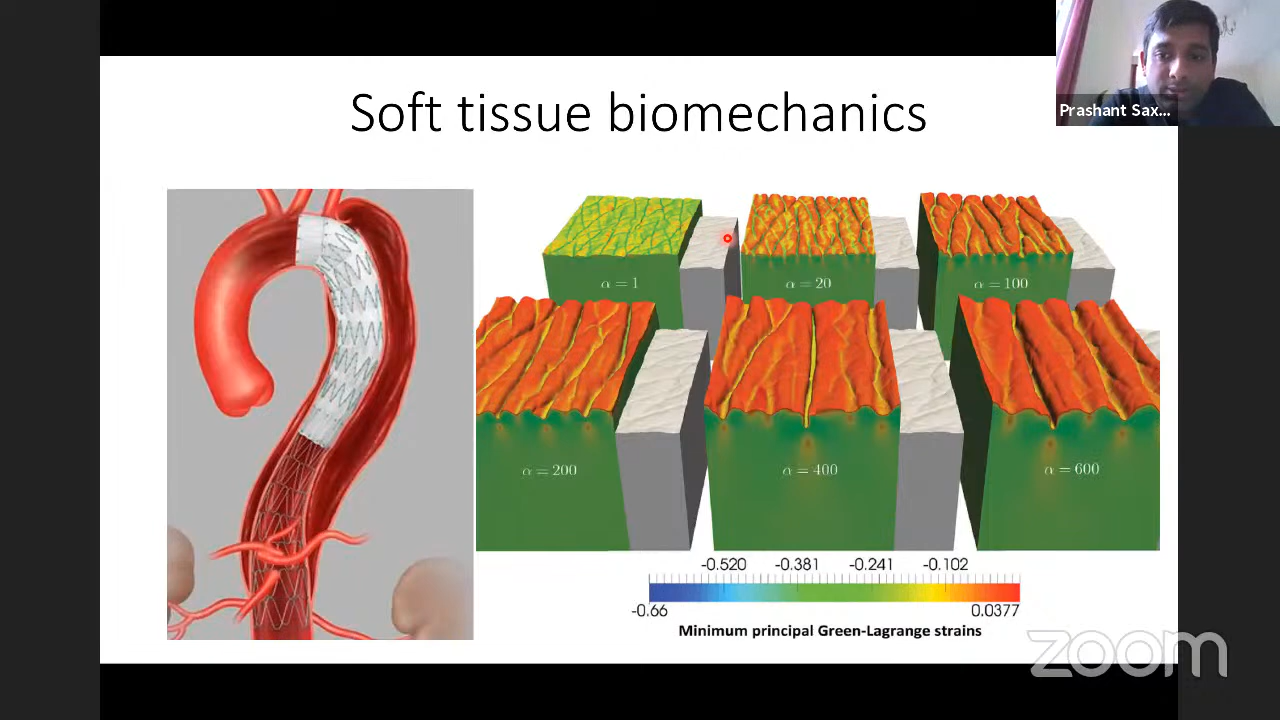 Soft tissue biomechanics
Prashant Sax...
α = 1
α = 20
α = 100
α = 200
α = 400
α = 600
-0.520 -0.381 -0.241 -0.102
-0.66 0.0377
Minimum principal Green-Lagrange strains
zoom